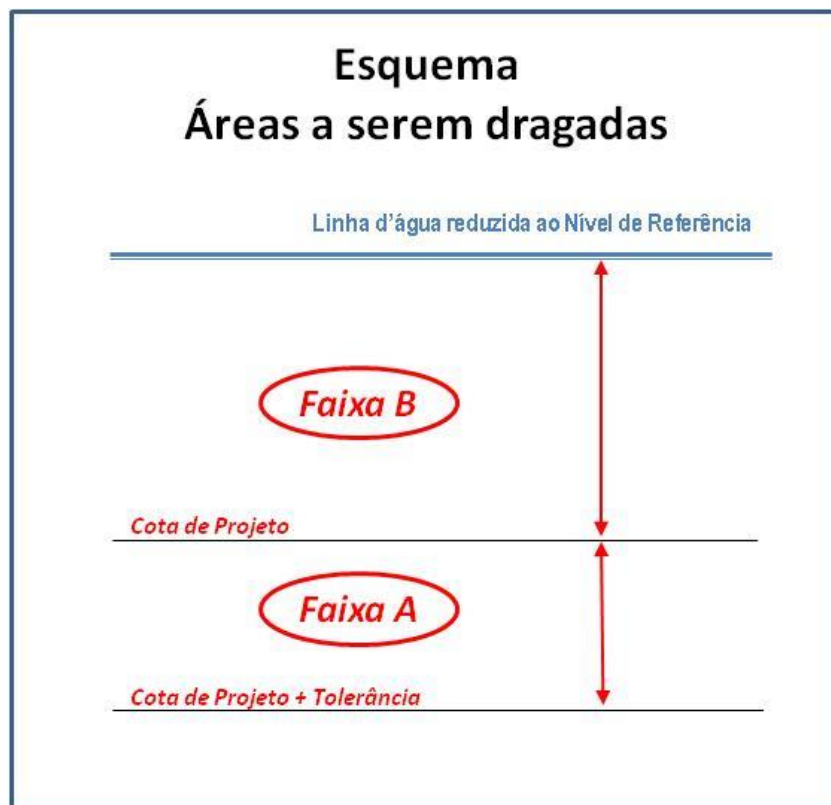 Esquema
Áreas a serem dragadas
Linha d'água reduzida ao Nível de Referência
Faixa B
Cota de Projeto
Faixa A
Cota de Projeto + Tolerância